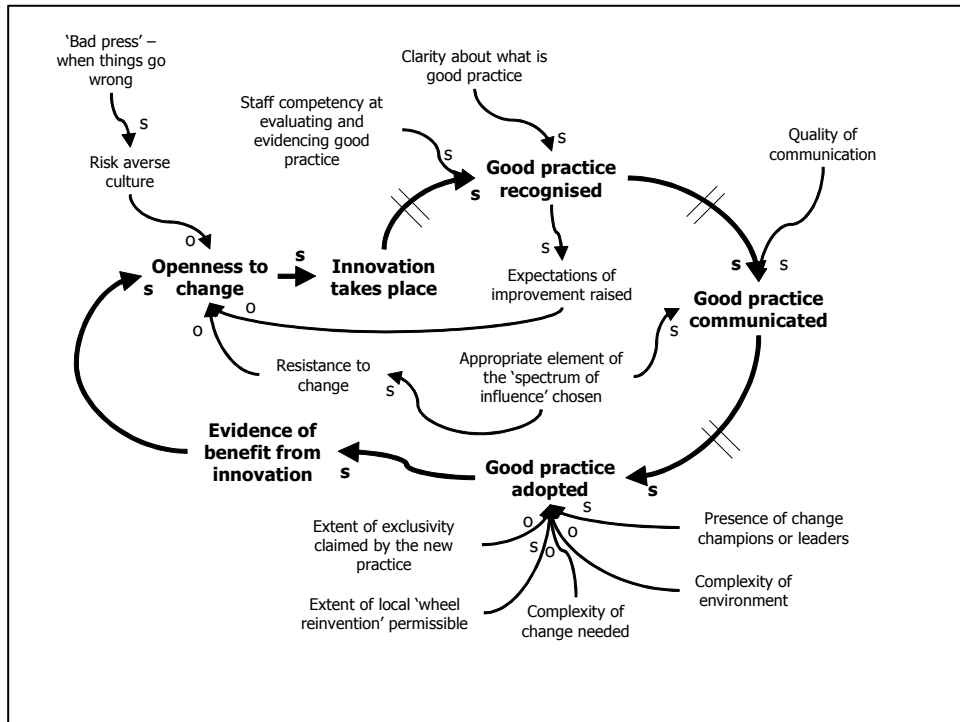 ‘Bad press’ –
when things go
wrong
s
Risk averse
culture
o
Clarity about what is
good practice
s
Staff competency at
evaluating and
evidencing good
practice
s
Quality of
communication
s
Good practice
recognised
s
s
Openness to
change
s
s
Innovation
takes place
Expectations of
improvement raised
o
s
Good practice
communicated
s
Resistance to
change
o
s
Appropriate element of
the ‘spectrum of
influence’ chosen
Evidence of
benefit from
innovation
s
Good practice
adopted
s
s
o
s
o
o
Extent of exclusivity
claimed by the new
practice
Presence of change
champions or leaders
Extent of local ‘wheel
reinvention’ permissible
Complexity of
change needed
Complexity of
environment